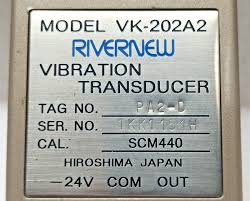 MODEL VK-202A2
RIVERNEW
VIBRATION
TRANSDUCER
TAG NO. PA2-D
SER. NO.
CAL. SCM440
HIROSHIMA JAPAN
—24V COM OUT